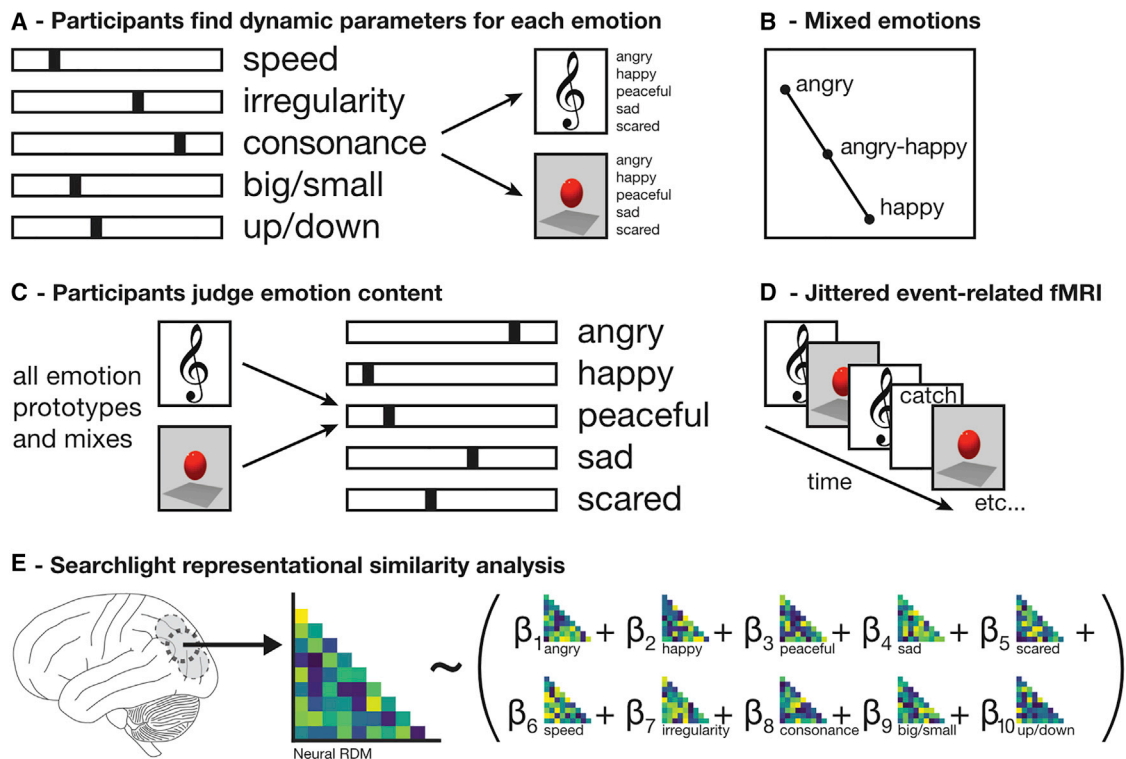 A - Participants find dynamic parameters for each emotion
speed
irregularity
consonance
big/small
up/down
angry
happy
peaceful
sad
scared
angry
happy
peaceful
sad
scared
B - Mixed emotions
angry
angry-happy
happy
C - Participants judge emotion content
all emotion
prototypes
and mixes
angry
happy
peaceful
sad
scared
D - Jittered event-related fMRI
catch
time
etc...
E - Searchlight representational similarity analysis
Neural RDM
~
( β1 angry + β2 happy + β3 peaceful + β4 sad + β5 scared +
β6 speed + β7 irregularity + β8 consonance + β9 big/small + β10 up/down )